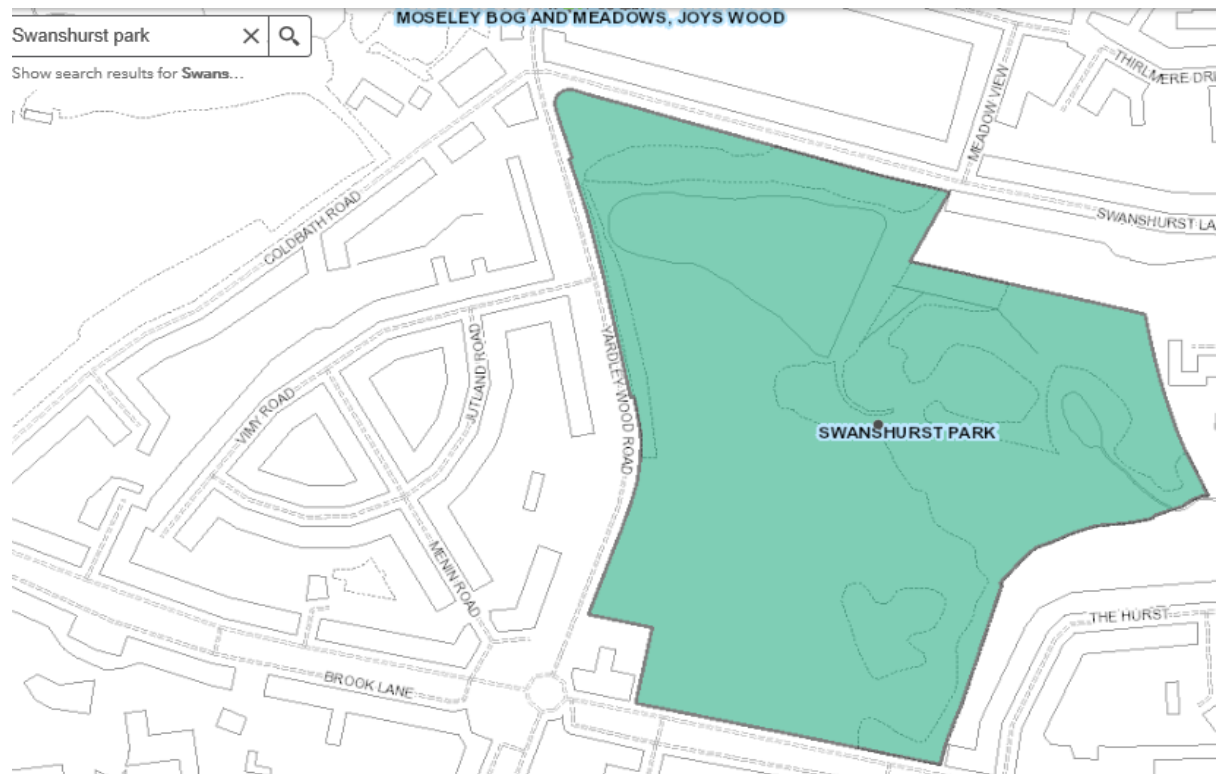 MOSELEY BOG AND MEADOWS, JOYS WOOD
Swanshurst park
Show search results for Swans...
THIRLMERE DRI
MEADOW VIEW
COLDBATH ROAD
SWANSHURST LA
YARDLEY WOOD ROAD
JUTLAND ROAD
VIMY ROAD
SWANSHURST PARK
MENIN ROAD
THE HURST
BROOK LANE